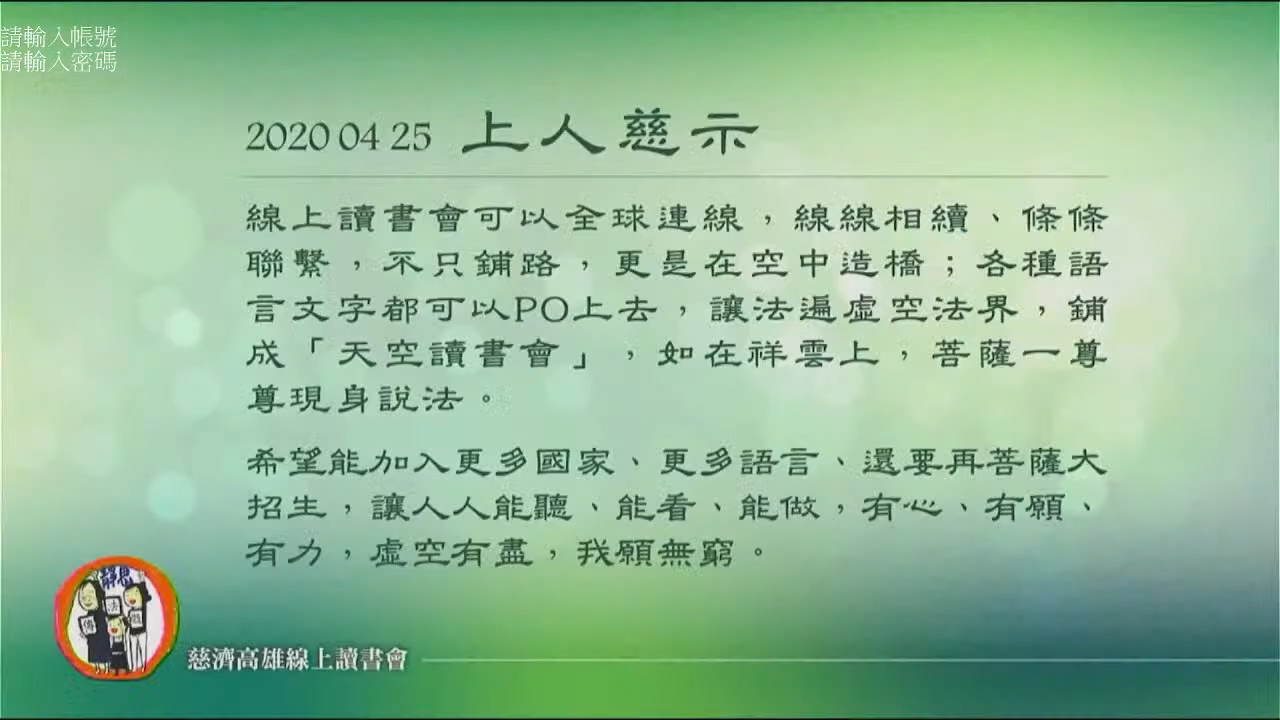 請輸入帳號
請輸入密碼
2020 04 25 上人慈示
線上讀書會可以全球連線，線線相續、條條
聯繫，不只鋪路，更是在空中造橋；各種語
言文字都可以PO上去，讓法遍虛空法界，鋪
成「天空讀書會」，如在祥雲上，菩薩一尊
尊現身說法。
希望能加入更多國家、更多語言、還要再菩薩大
招生，讓人人能聽、能看、能做，有心、有願、
有力，虛空有盡，我願無窮。
靜思
法
傳
慈濟高雄線上讀書會